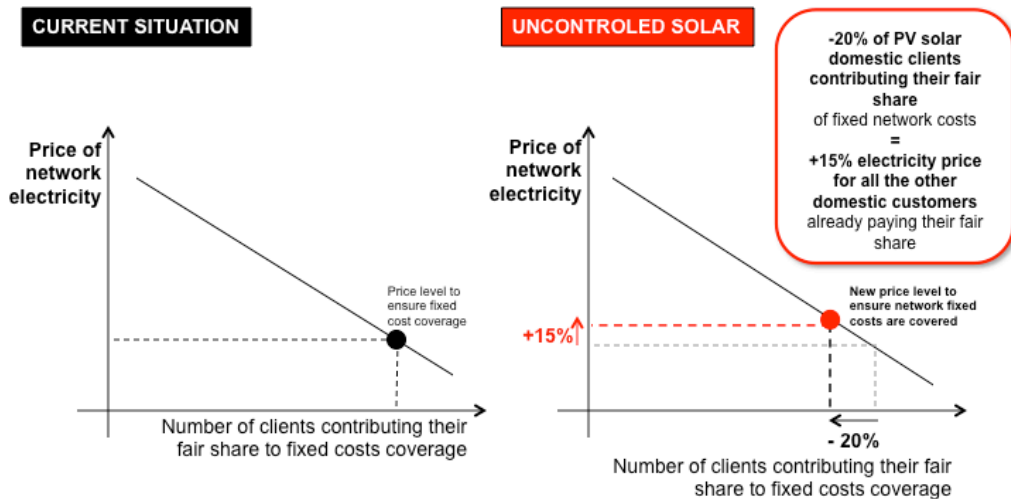 CURRENT SITUATION
Price of
network
electricity
Price level to
ensure fixed
cost coverage
Number of clients contributing their
fair share to fixed costs coverage
UNCONTROLED SOLAR
-20% of PV solar
domestic clients
contributing their fair
share
of fixed network costs
=
+15% electricity price
for all the other
domestic customers
already paying their fair
share
Price of
network
electricity
New price level to
ensure network fixed
costs are covered
+15%
- 20%
Number of clients contributing their fair
share to fixed costs coverage